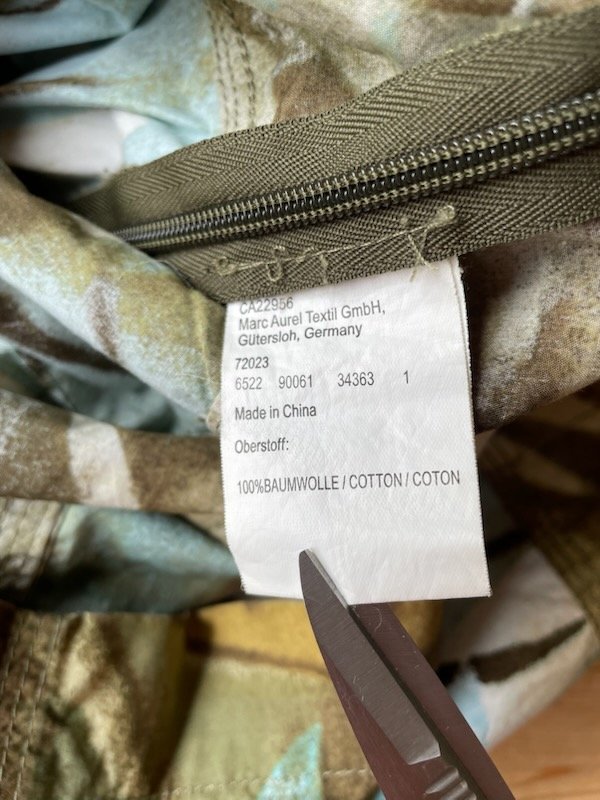 CA22956
Marc Aurel Textil GmbH,
Gütersloh, Germany
72023
6522 90061 34363 1
Made in China
Oberstoff:
100%BAUMWOLLE / COTTON / COTON